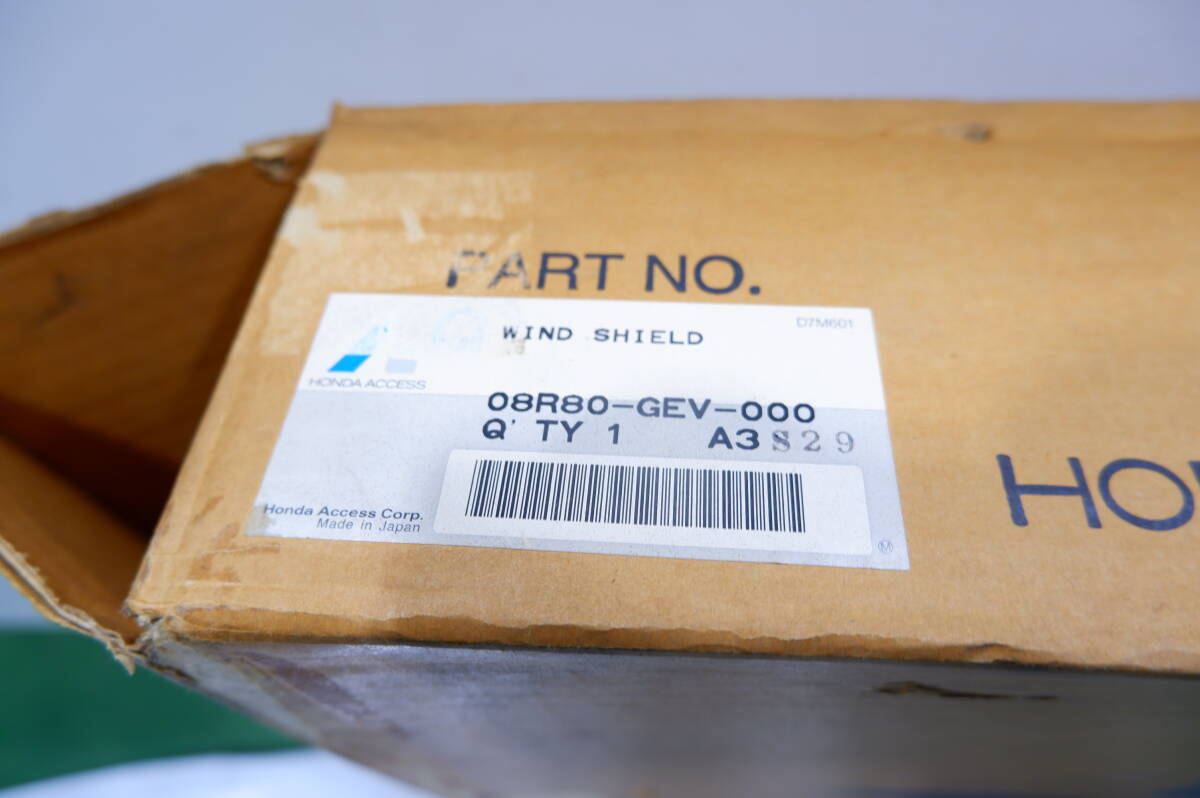 PART NO.
WIND SHIELD
D7M601
HONDA ACCESS
08R80-GEV-000
Q'TY 1 A3 S29
Honda Access Corp.
Made in Japan
M
HO